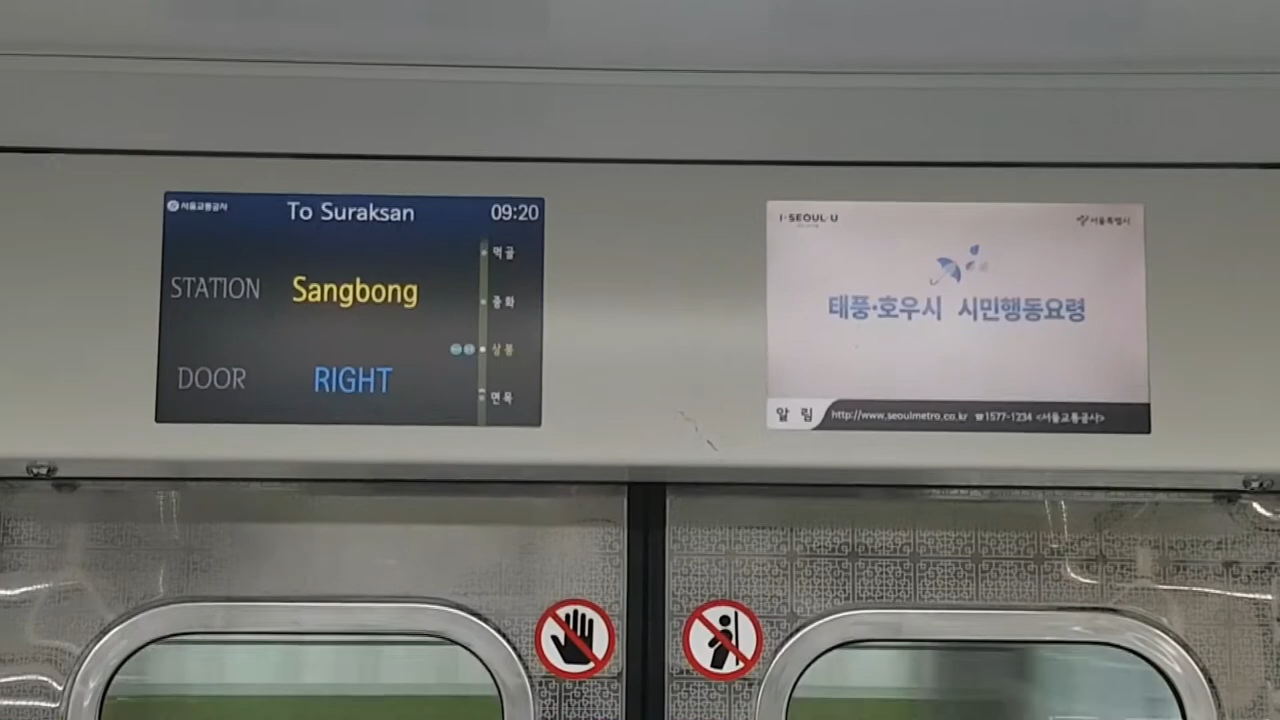 서울교통공사
To Suraksan
09:20
STATION Sangbong
DOOR RIGHT
먹골
중화
상봉
면목
I·SEOUL·U
서울특별시
태풍·호우시 시민행동요령
알 림
http://www.seoulmetro.co.kr ☎1577-1234 <서울교통공사>